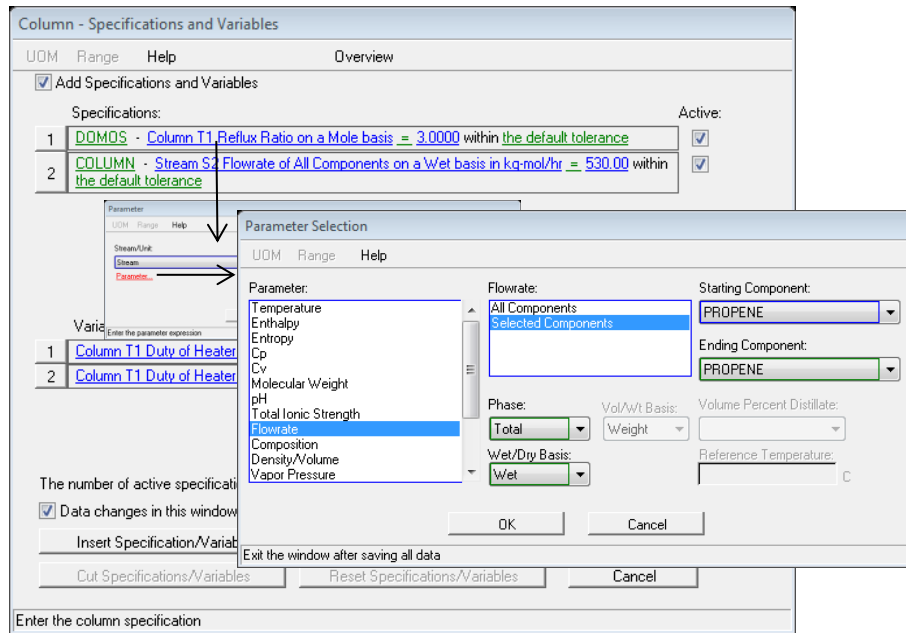 Column - Specifications and Variables
UOM Range Help Overview
Add Specifications and Variables
Specifications: Active:
1 DOMOS - Column T1 Reflux Ratio on a Mole basis = 3.0000 within the default tolerance
2 COLUMN - Stream S2 Flowrate of All Components on a Wet basis in kg-mol/hr = 530.00 within
the default tolerance
Parameter
UOM Range Help
Stream/Unit:
Stream
Parameter...
Enter the parameter expression
Varia
1 Column T1 Duty of Heater
2 Column T1 Duty of Heater
Parameter Selection
UOM Range Help
Parameter:
Temperature
Enthalpy
Entropy
Cp
Cv
Molecular Weight
pH
Total Ionic Strength
Flowrate
Composition
Density/Volume
Vapor Pressure
Flowrate:
All Components
Selected Components
Starting Component:
PROPENE
Ending Component:
PROPENE
Phase: Vol/Wt Basis: Volume Percent Distillate:
Total Weight
Wet/Dry Basis: Reference Temperature:
Wet C
OK Cancel
Exit the window after saving all data
The number of active specificati
Data changes in this window
Insert Specification/Variab
Cut Specifications/Variables Reset Specifications/Variables Cancel
Enter the column specification